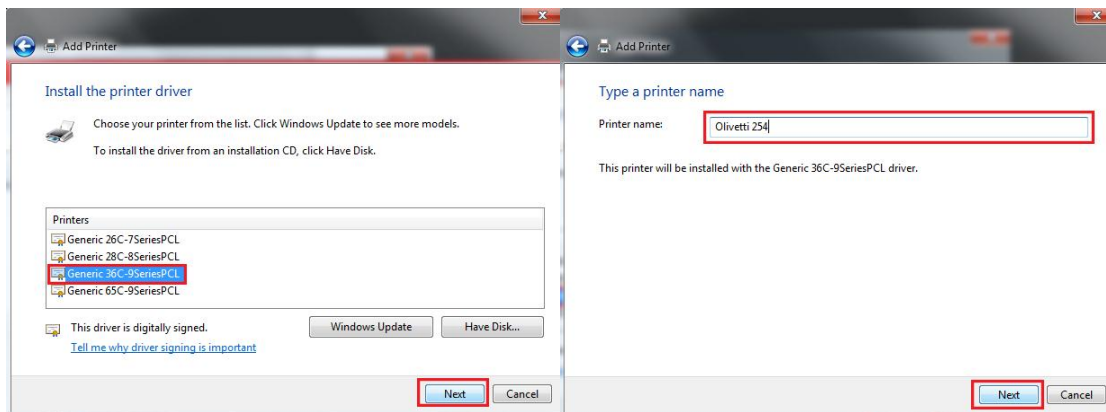 Add Printer
Install the printer driver
Choose your printer from the list. Click Windows Update to see more models.
To install the driver from an installation CD, click Have Disk.
Printers
Generic 26C-7SeriesPCL
Generic 28C-8SeriesPCL
Generic 36C-9SeriesPCL
Generic 65C-9SeriesPCL
This driver is digitally signed.
Windows Update
Have Disk...
Tell me why driver signing is important
Next
Cancel
Add Printer
Type a printer name
Printer name:
Olivetti 254
This printer will be installed with the Generic 36C-9SeriesPCL driver.
Next
Cancel